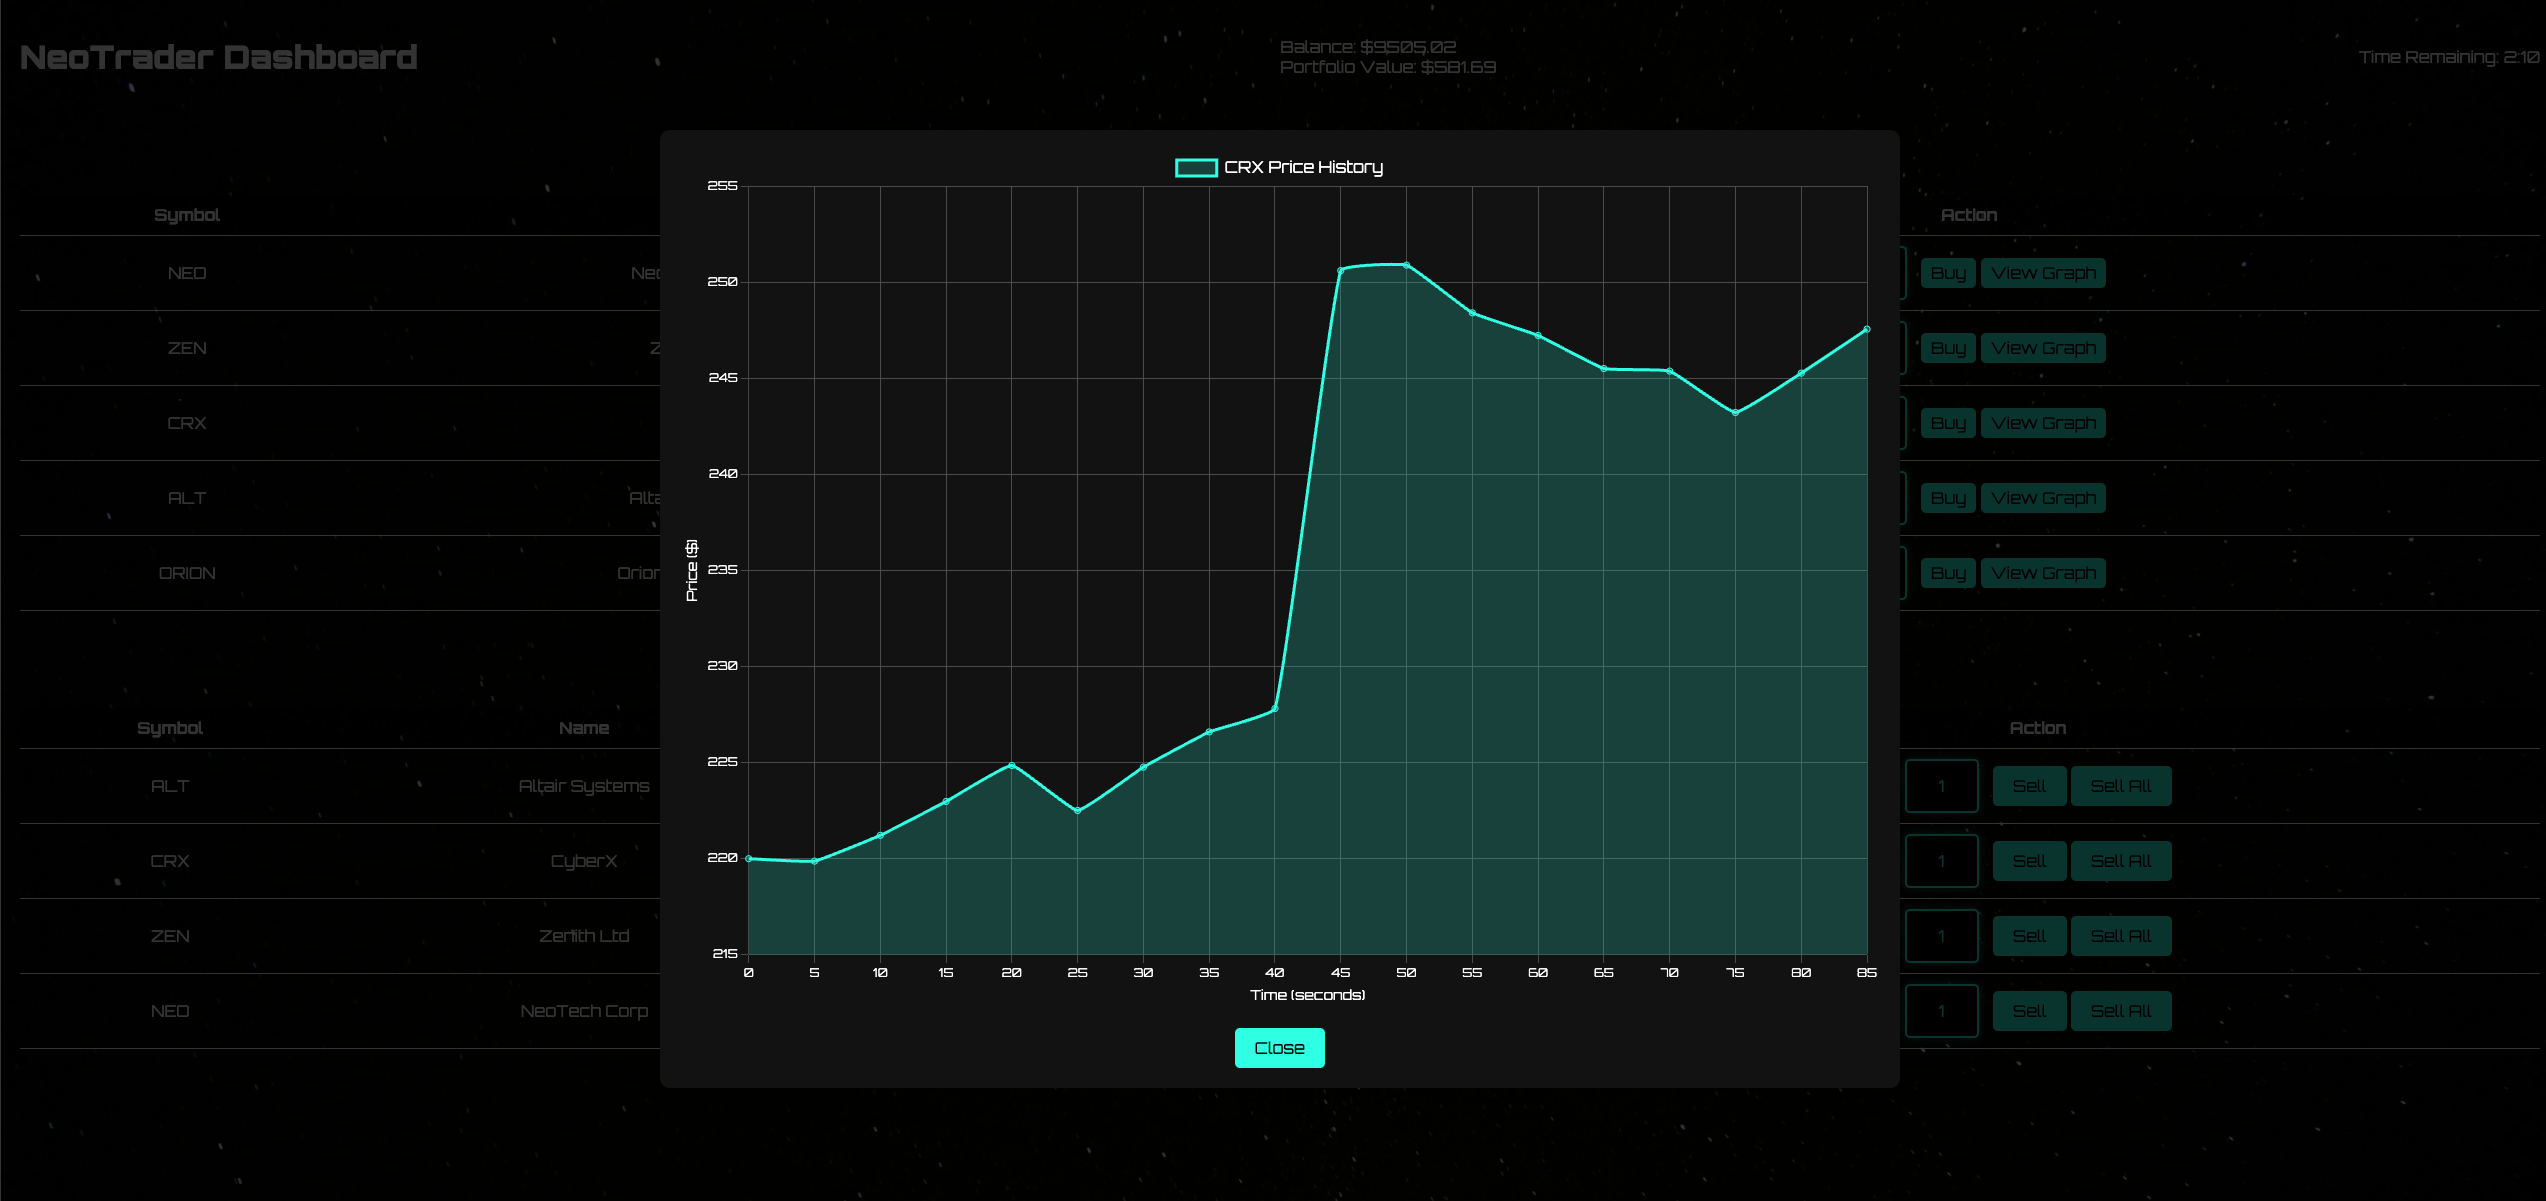 NeoTrader Dashboard
Balance: $9505.02
Portfolio Value: $581.69
Time Remaining: 2:10
CRX Price History
255
250
245
240
235
230
225
220
215
Price ($)
0 5 10 15 20 25 30 35 40 45 50 55 60 65 70 75 80 85
Time (seconds)
Close
Symbol Action
NEO Buy View Graph
ZEN Buy View Graph
CRX Buy View Graph
ALT Buy View Graph
ORION Buy View Graph
Symbol Name Action
ALT Altair Systems 1 Sell Sell All
CRX CyberX 1 Sell Sell All
ZEN Zenith Ltd 1 Sell Sell All
NEO NeoTech Corp 1 Sell Sell All